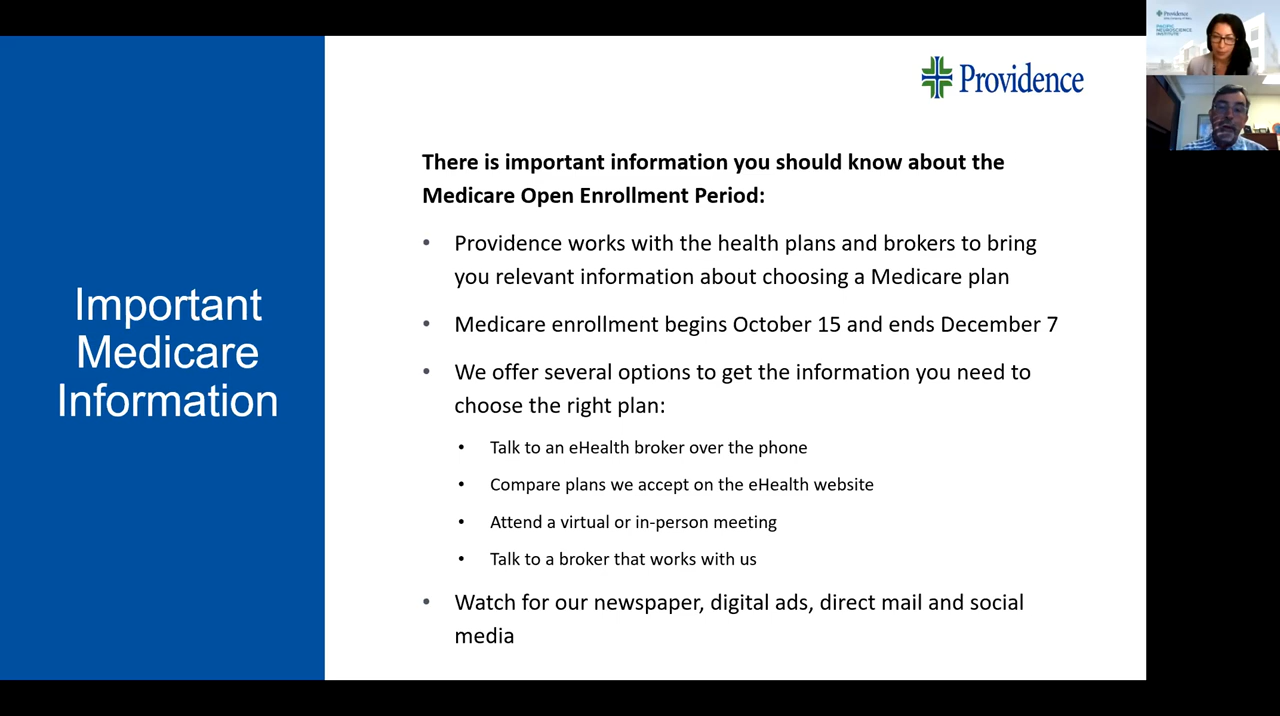 Providence
Important
Medicare
Information
There is important information you should know about the
Medicare Open Enrollment Period:
• Providence works with the health plans and brokers to bring
you relevant information about choosing a Medicare plan
• Medicare enrollment begins October 15 and ends December 7
• We offer several options to get the information you need to
choose the right plan:
• Talk to an eHealth broker over the phone
• Compare plans we accept on the eHealth website
• Attend a virtual or in-person meeting
• Talk to a broker that works with us
• Watch for our newspaper, digital ads, direct mail and social
media
Providence
PACIFIC
NEUROSCIENCE
INSTITUTE